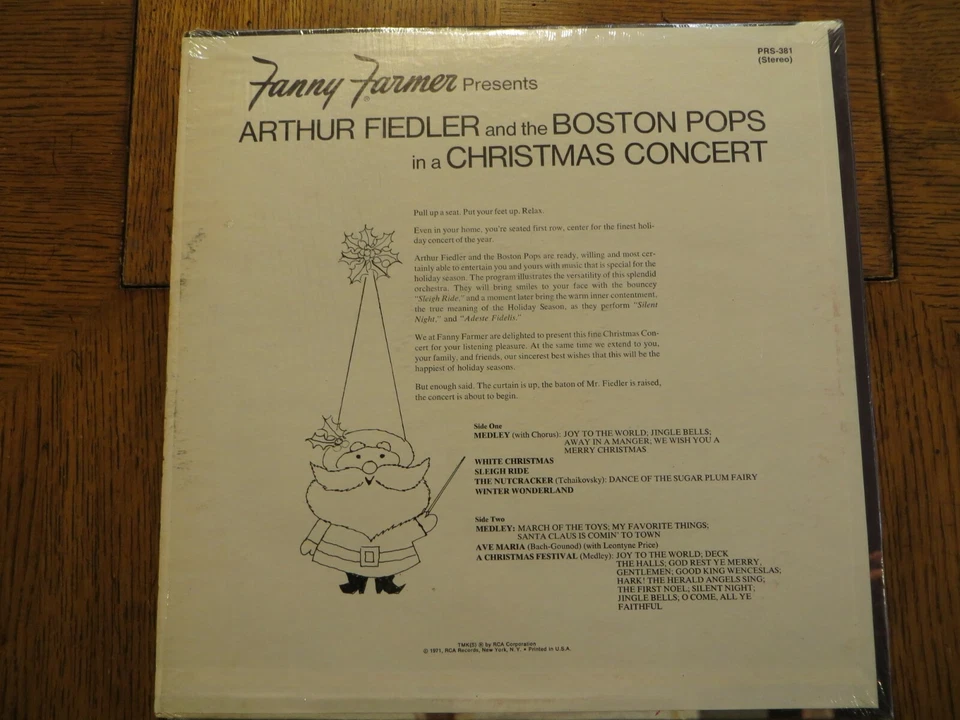 PRS-381
(Stereo)
Fanny Farmer Presents
ARTHUR FIEDLER and the BOSTON POPS
in a CHRISTMAS CONCERT
Pull up a seat. Put your feet up. Relax.
Even in your home, you're seated first row, center for the finest holi-
day concert of the year.
Arthur Fiedler and the Boston Pops are ready, willing and most cer-
tainly able to entertain you and yours with music that is special for the
holiday season. The program illustrates the versatility of this splendid
orchestra. They will bring smiles to your face with the bouncey
"Sleigh Ride," and a moment later bring the warm inner contentment,
the true meaning of the Holiday Season, as they perform "Silent
Night," and "Adeste Fidelis."
We at Fanny Farmer are delighted to present this fine Christmas Con-
cert for your listening pleasure. At the same time we extend to you,
your family, and friends, our sincerest best wishes that this will be the
happiest of holiday seasons.
But enough said. The curtain is up, the baton of Mr. Fiedler is raised,
the concert is about to begin.
Side One
MEDLEY (with Chorus): JOY TO THE WORLD; JINGLE BELLS;
AWAY IN A MANGER; WE WISH YOU A
MERRY CHRISTMAS
WHITE CHRISTMAS
SLEIGH RIDE
THE NUTCRACKER (Tchaikovsky): DANCE OF THE SUGAR PLUM FAIRY
WINTER WONDERLAND
Side Two
MEDLEY: MARCH OF THE TOYS; MY FAVORITE THINGS;
SANTA CLAUS IS COMIN' TO TOWN
AVE MARIA (Bach-Gounod) (with Leontyne Price)
A CHRISTMAS FESTIVAL (Medley): JOY TO THE WORLD; DECK
THE HALLS; GOD REST YE MERRY,
GENTLEMEN; GOOD KING WENCESLAS;
HARK! THE HERALD ANGELS SING;
THE FIRST NOEL; SILENT NIGHT;
JINGLE BELLS; O COME, ALL YE
FAITHFUL
TMK(S) ® by RCA Corporation
© 1971, RCA Records, New York, N.Y. • Printed in U.S.A.